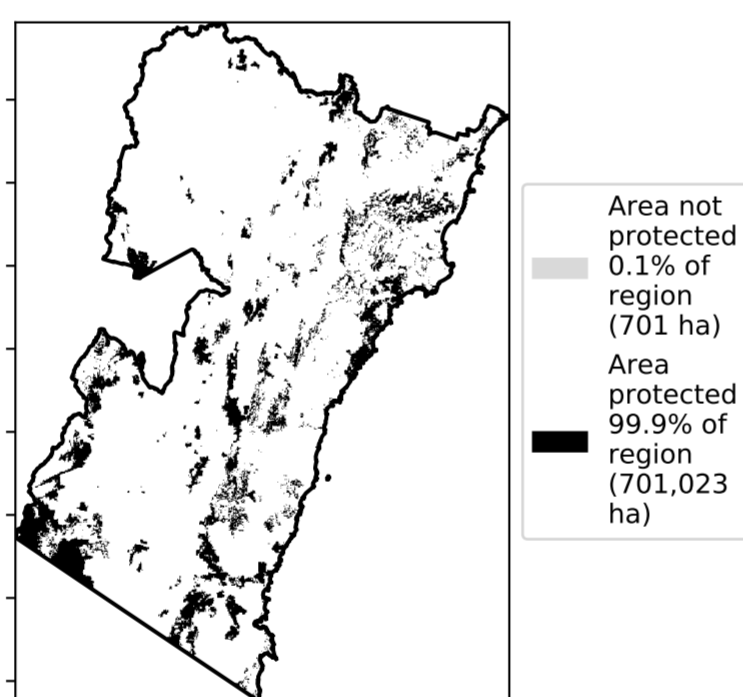 Area not
protected
0.1% of
region
(701 ha)
Area
protected
99.9% of
region
(701,023
ha)